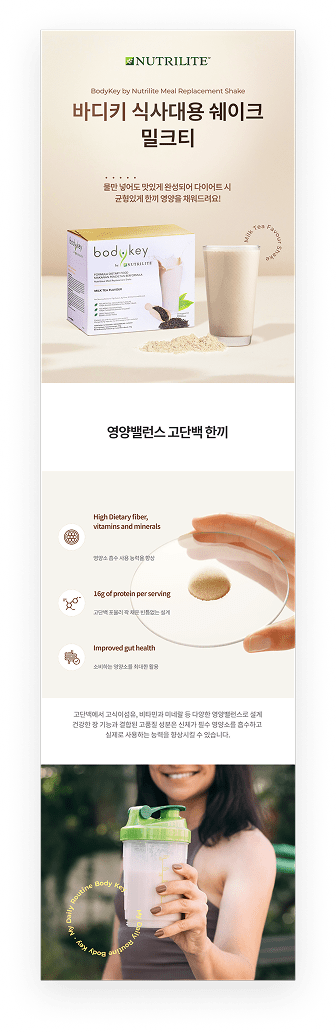 NUTRILITE™
BodyKey by Nutrilite Meal Replacement Shake
바디키 식사대용 쉐이크
밀크티
물만 넣어도 맛있게 완성되어 다이어트 시
균형있게 한끼 영양을 채워드려요!
Milk Tea Flavour Shake
bodykey
by NUTRILITE
MILK TEA FLAVOUR
영양밸런스 고단백 한끼
High Dietary fiber,
vitamins and minerals
영양소 흡수 사용 능력을 향상
16g of protein per serving
고단백 포뮬러
Improved gut health
소비하는 영양소를 최대한 활용
고단백에서 고식이섬유, 비타민과 미네랄 등 다양한 영양밸런스로 설계
건강한 장 기능과 결합된 고품질 성분은 신체가 필수 영양소를 흡수하고
실제로 사용하는 능력을 향상시킬 수 있습니다.
Body Key · My Daily Routine Body Key
My Daily Routine Body